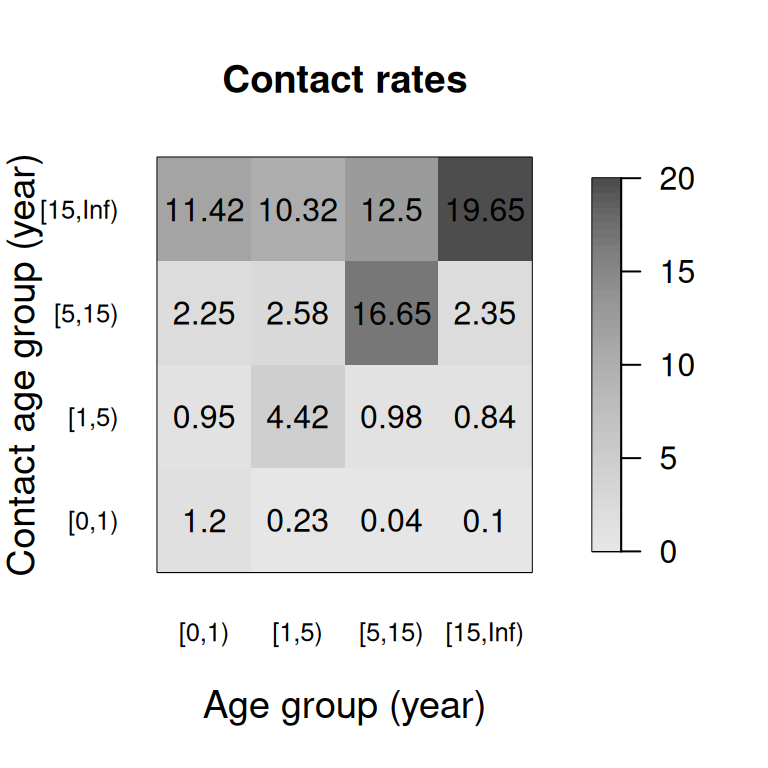 Contact rates
Contact age group (year)
[15,Inf) 11.42 10.32 12.5 19.65
[5,15) 2.25 2.58 16.65 2.35
[1,5) 0.95 4.42 0.98 0.84
[0,1) 1.2 0.23 0.04 0.1
[0,1) [1,5) [5,15) [15,Inf)
Age group (year)
20
15
10
5
0